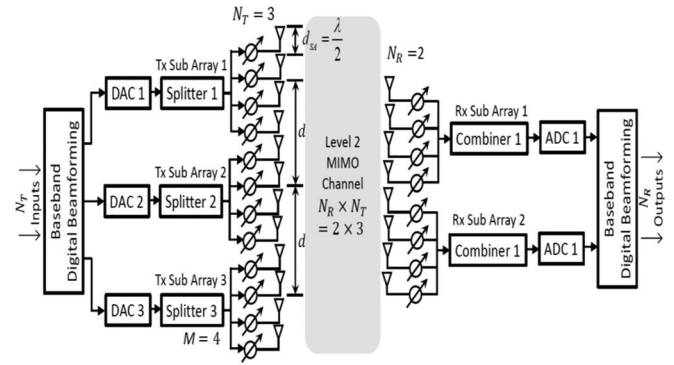 N_T = 3
d_SA = λ/2
N_R =2
Tx Sub Array 1
DAC 1
Splitter 1
Rx Sub Array 1
Combiner 1
ADC 1
d
Level 2
MIMO
Channel
N_R × N_T
= 2 × 3
N_T
Inputs
Baseband
Digital Beamforming
Tx Sub Array 2
DAC 2
Splitter 2
Baseband
Digital Beamforming
N_R
Outputs
Rx Sub Array 2
Combiner 1
ADC 1
d
Tx Sub Array 3
DAC 3
Splitter 3
M = 4